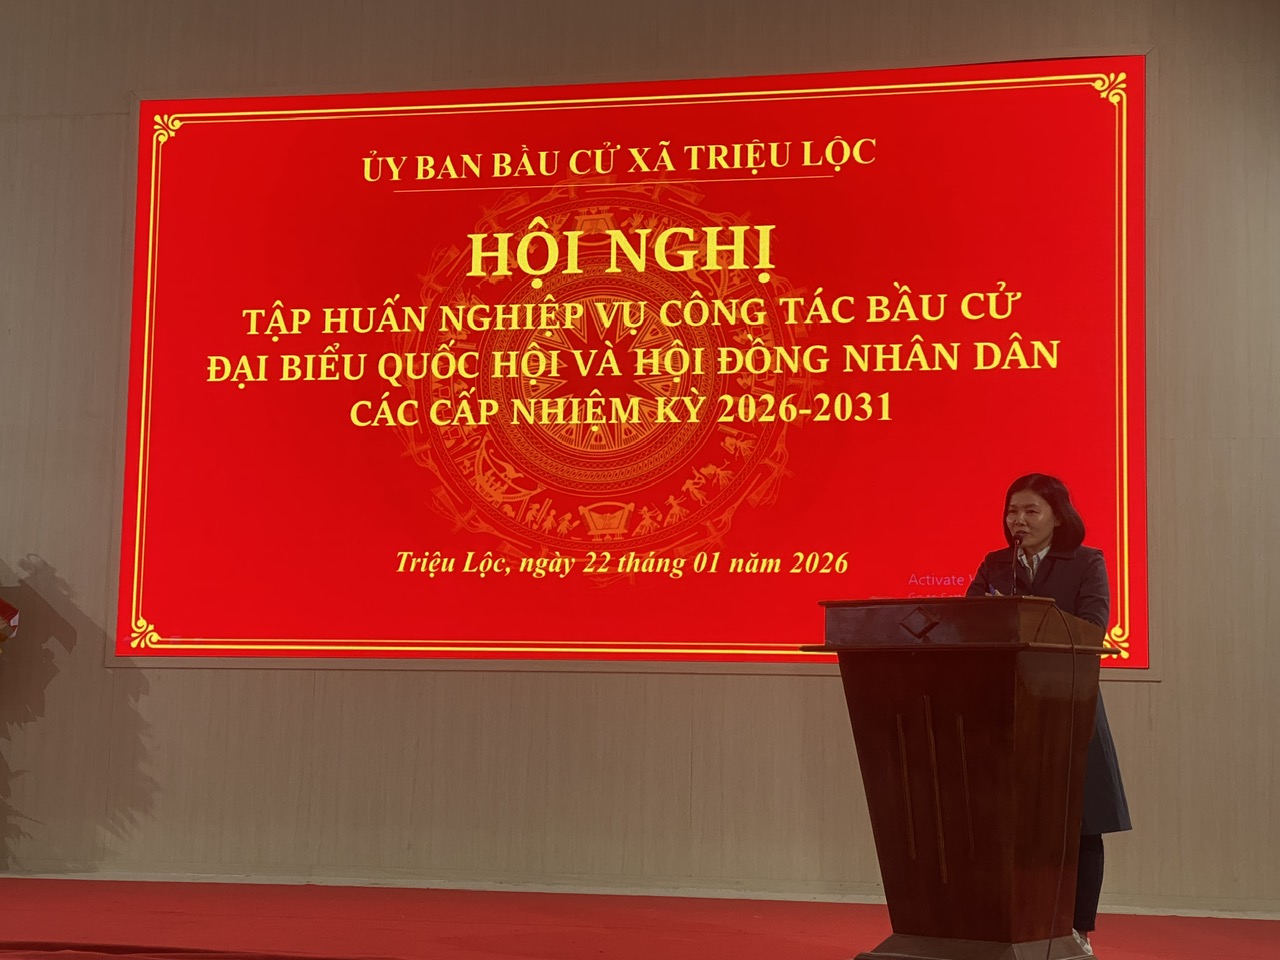 ỦY BAN BẦU CỬ XÃ TRIỆU LỘC
HỘI NGHỊ
TẬP HUẤN NGHIỆP VỤ CÔNG TÁC BẦU CỬ
ĐẠI BIỂU QUỐC HỘI VÀ HỘI ĐỒNG NHÂN DÂN
CÁC CẤP NHIỆM KỲ 2026-2031
Triệu Lộc, ngày 22 tháng 01 năm 2026
Activate